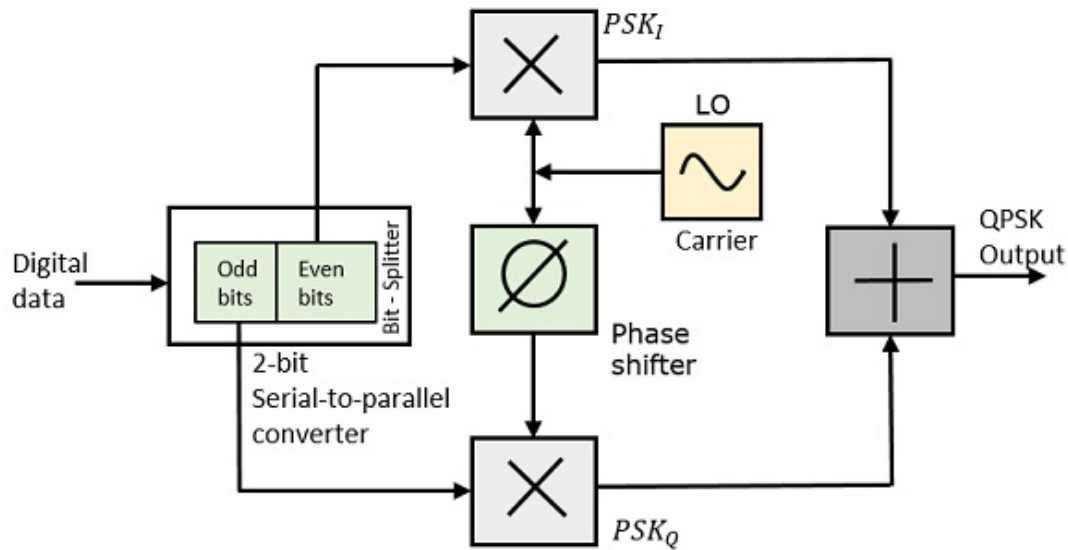 PSK_I
LO
Carrier
Digital
data
Odd
bits
Even
bits
Bit - Splitter
2-bit
Serial-to-parallel
converter
Phase
shifter
QPSK
Output
PSK_Q